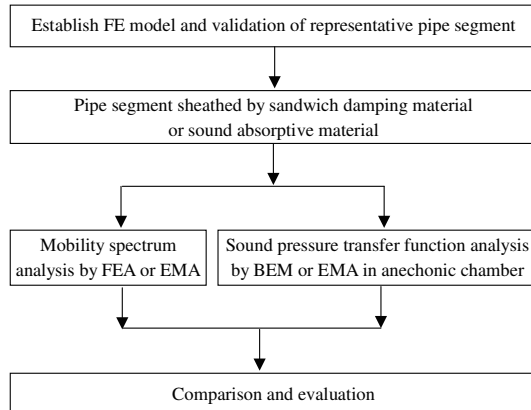 Establish FE model and validation of representative pipe segment
Pipe segment sheathed by sandwich damping material
or sound absorptive material
Mobility spectrum
analysis by FEA or EMA
Sound pressure transfer function analysis
by BEM or EMA in anechonic chamber
Comparison and evaluation